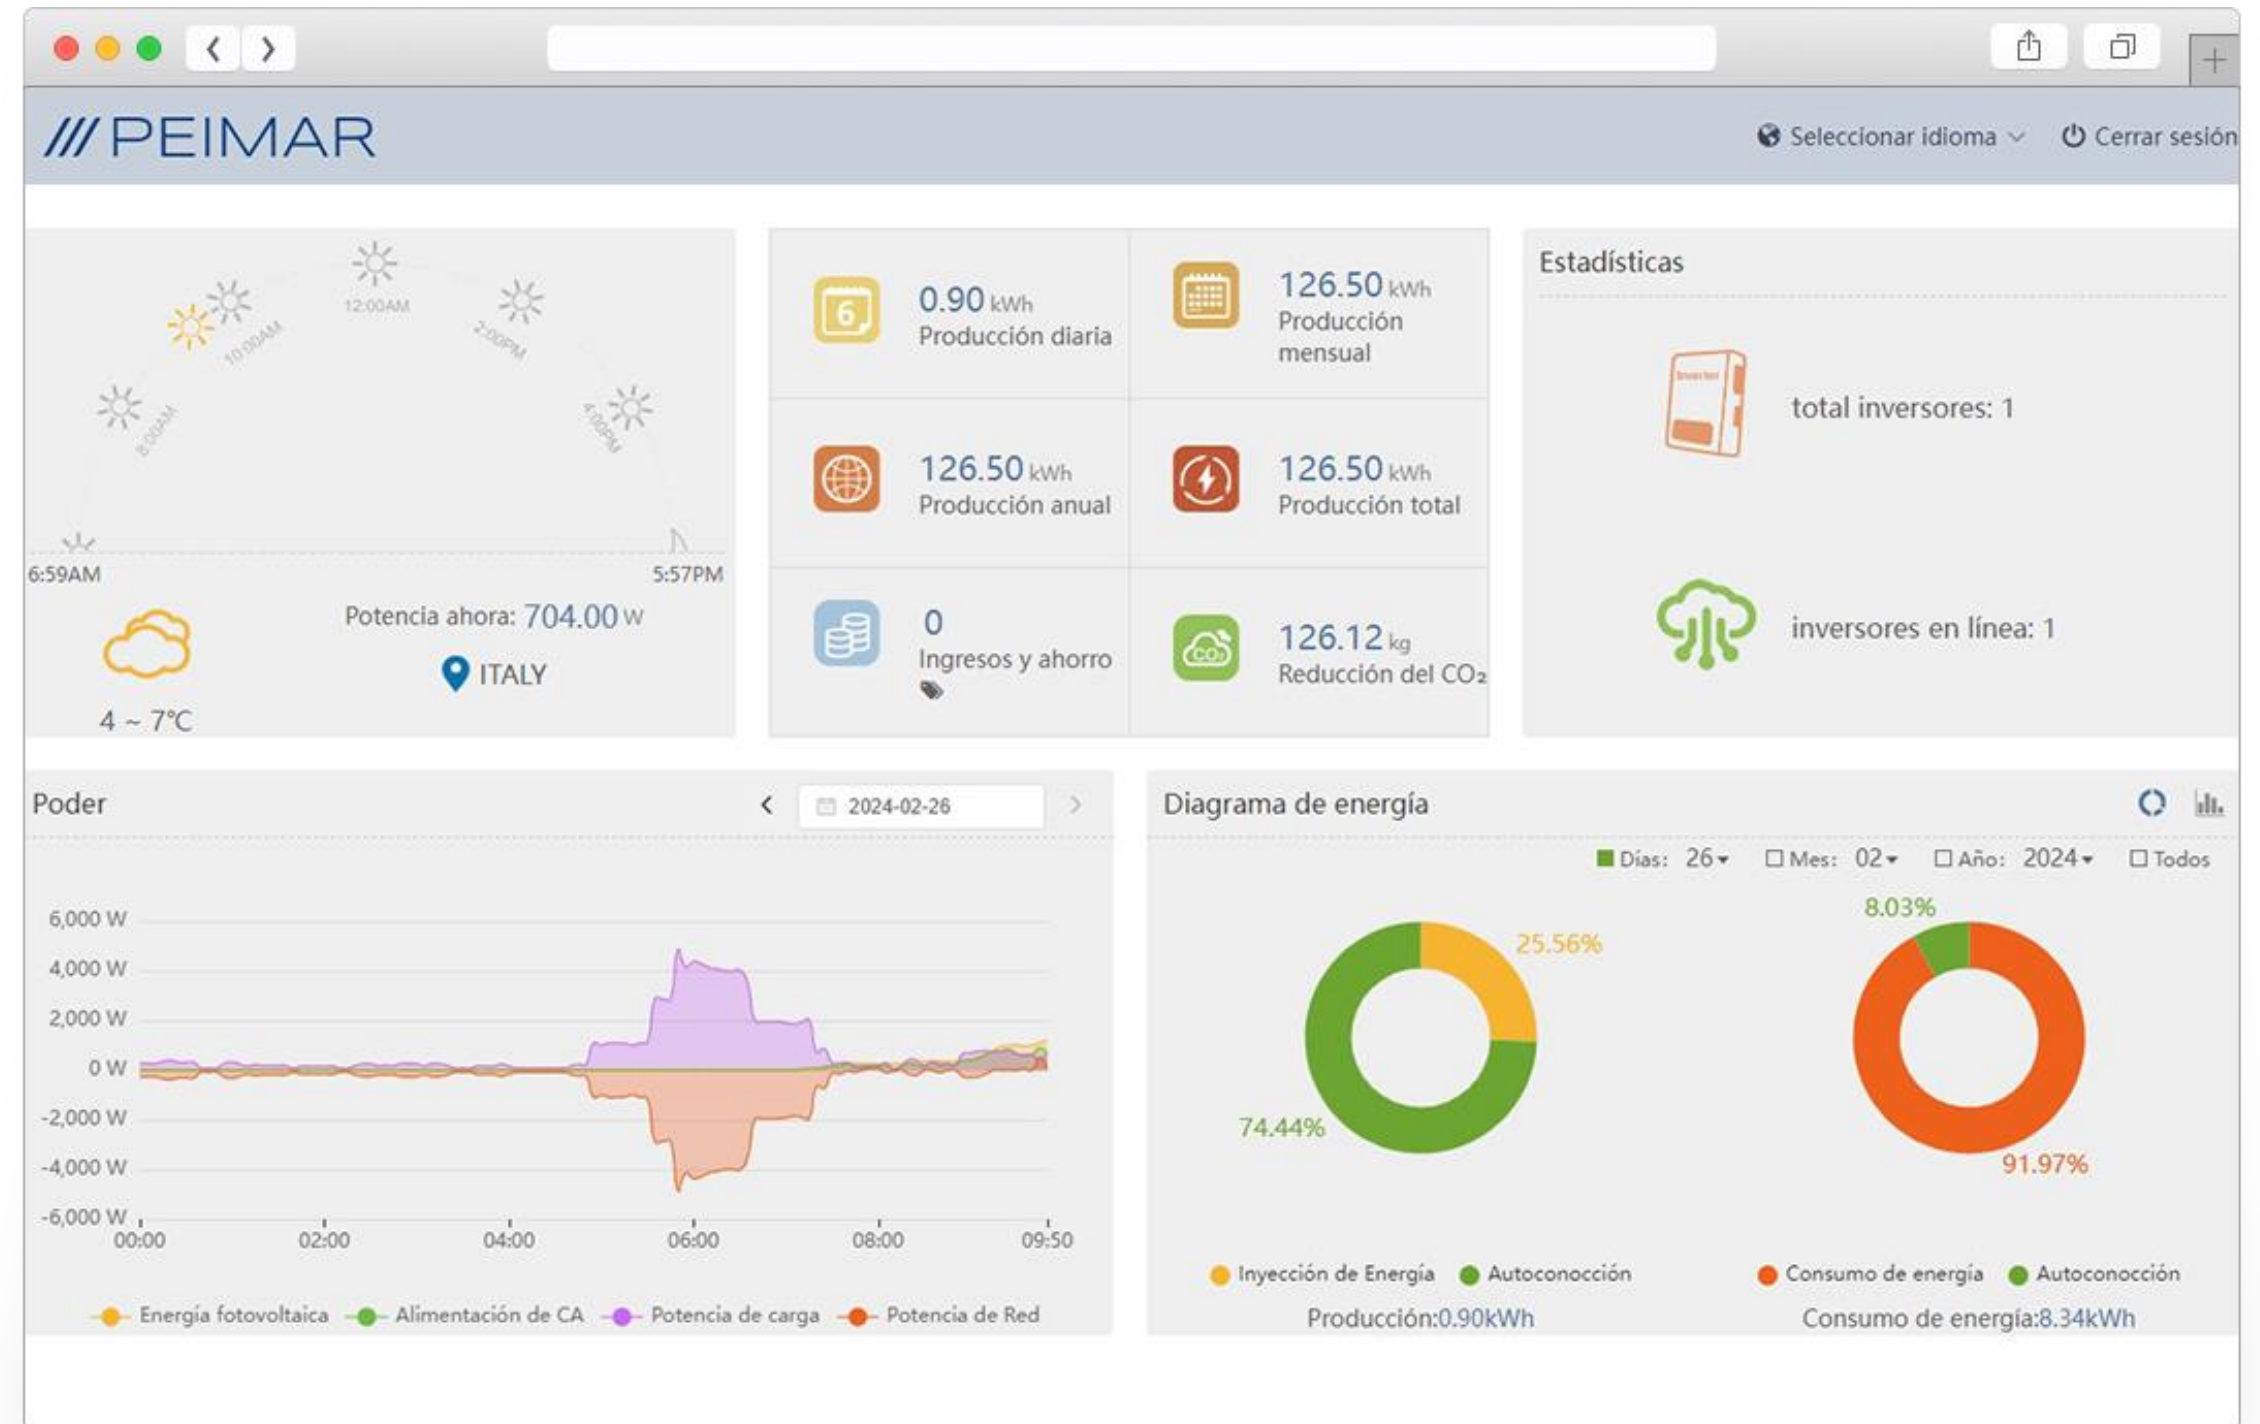 PEIMAR
Seleccionar idioma
Cerrar sesión
12:00AM
10:00AM
2:00PM
8:00AM
4:00PM
6:59AM
5:57PM
Potencia ahora: 704.00 W
ITALY
4 ~ 7°C
6
0.90 kWh
Producción diaria
126.50 kWh
Producción
mensual
126.50 kWh
Producción anual
126.50 kWh
Producción total
0
Ingresos y ahorro
CO₂
126.12 kg
Reducción del CO₂
Estadísticas
total inversores: 1
inversores en línea: 1
Poder
2024-02-26
6,000 W
4,000 W
2,000 W
0 W
-2,000 W
-4,000 W
-6,000 W
00:00
02:00
04:00
06:00
08:00
09:50
Energía fotovoltaica
Alimentación de CA
Potencia de carga
Potencia de Red
Diagrama de energía
Días: 26
Mes: 02
Año: 2024
Todos
25.56%
74.44%
8.03%
91.97%
Inyección de Energía
Autoconocción
Producción:0.90kWh
Consumo de energía
Autoconocción
Consumo de energía:8.34kWh